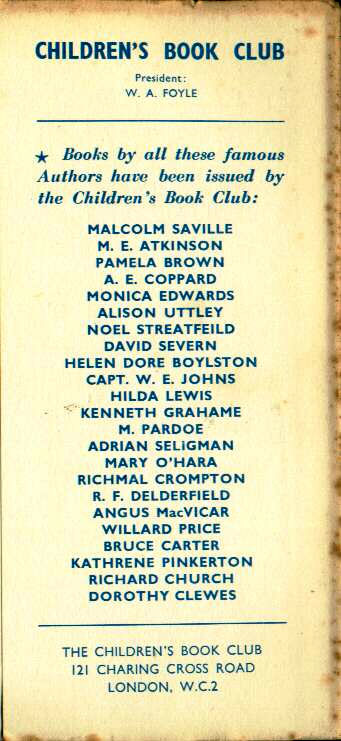 CHILDREN'S BOOK CLUB
President:
W. A. FOYLE
★ Books by all these famous
Authors have been issued by
the Children's Book Club:
MALCOLM SAVILLE
M. E. ATKINSON
PAMELA BROWN
A. E. COPPARD
MONICA EDWARDS
ALISON UTTLEY
NOEL STREATFEILD
DAVID SEVERN
HELEN DORE BOYLSTON
CAPT. W. E. JOHNS
HILDA LEWIS
KENNETH GRAHAME
M. PARDOE
ADRIAN SELIGMAN
MARY O'HARA
RICHMAL CROMPTON
R. F. DELDERFIELD
ANGUS MacVICAR
WILLARD PRICE
BRUCE CARTER
KATHRENE PINKERTON
RICHARD CHURCH
DOROTHY CLEWES
THE CHILDREN'S BOOK CLUB
121 CHARING CROSS ROAD
LONDON, W.C.2